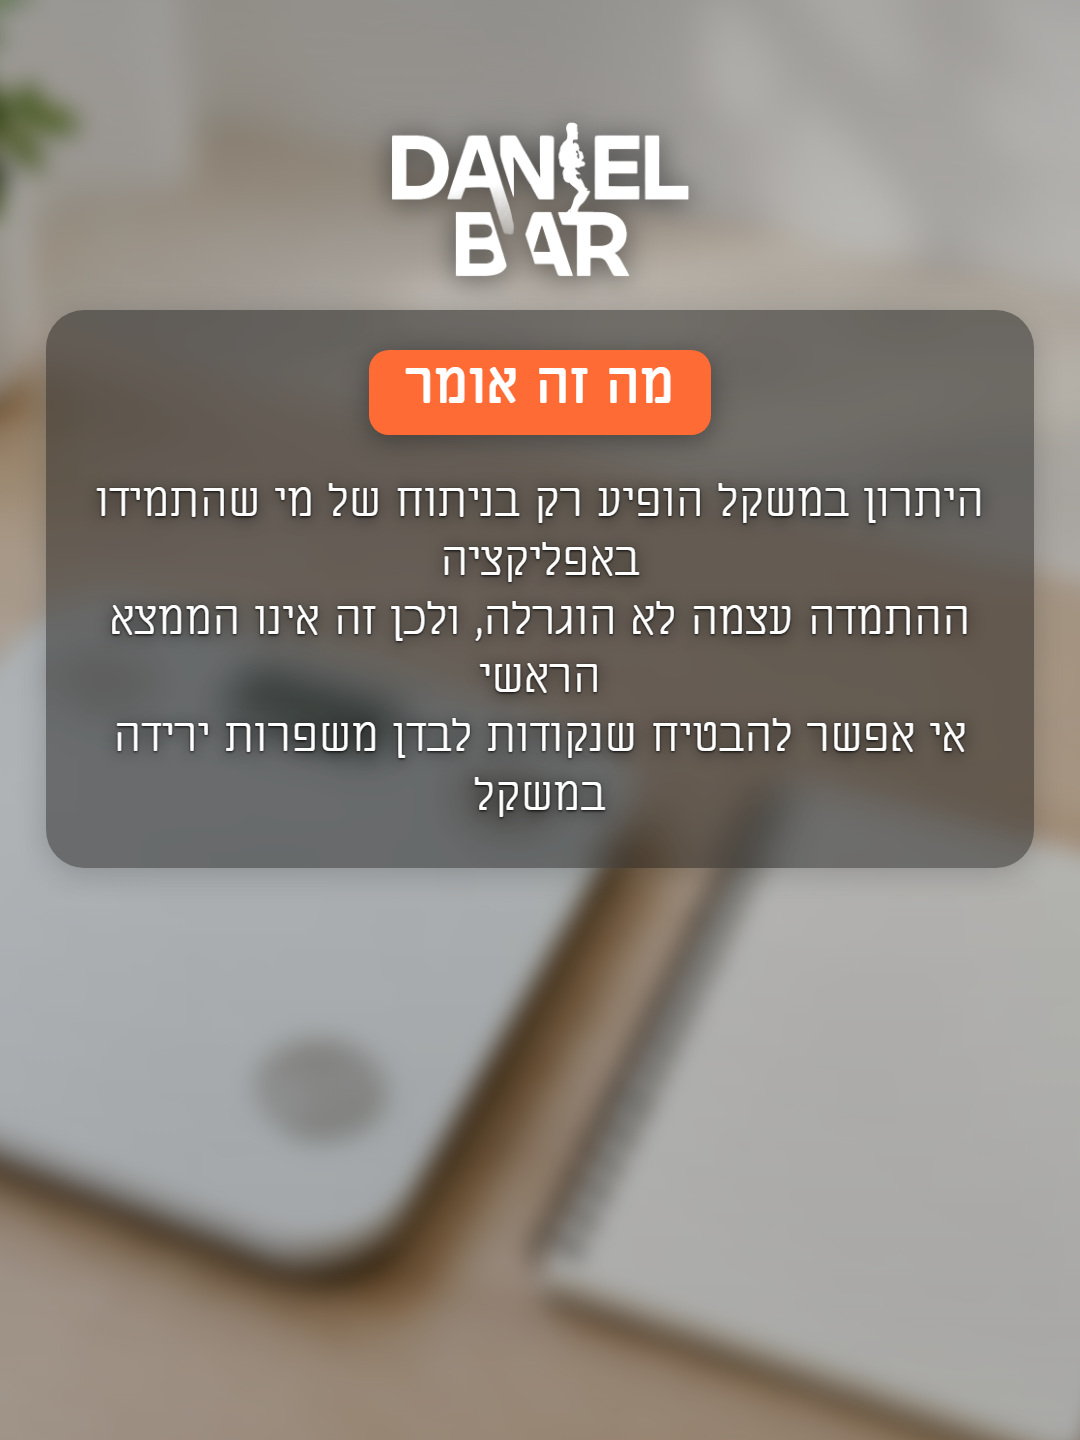 DANIEL
BAR
מה זה אומר
היתרון במשקל הופיע רק בניתוח של מי שהתמידו
באפליקציה
ההתמדה עצמה לא הוגרלה, ולכן זה אינו הממצא
הראשי
אי אפשר להבטיח שנקודות לבדן משפרות ירידה
במשקל